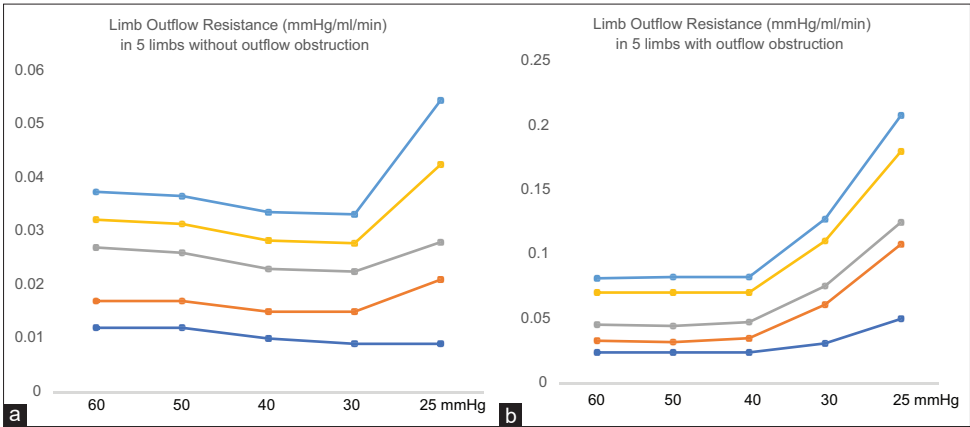 Limb Outflow Resistance (mmHg/ml/min)
in 5 limbs without outflow obstruction
0.06
0.05
0.04
0.03
0.02
0.01
0
60 50 40 30 25 mmHg
a
Limb Outflow Resistance (mmHg/ml/min)
in 5 limbs with outflow obstruction
0.25
0.2
0.15
0.1
0.05
0
60 50 40 30 25 mmHg
b